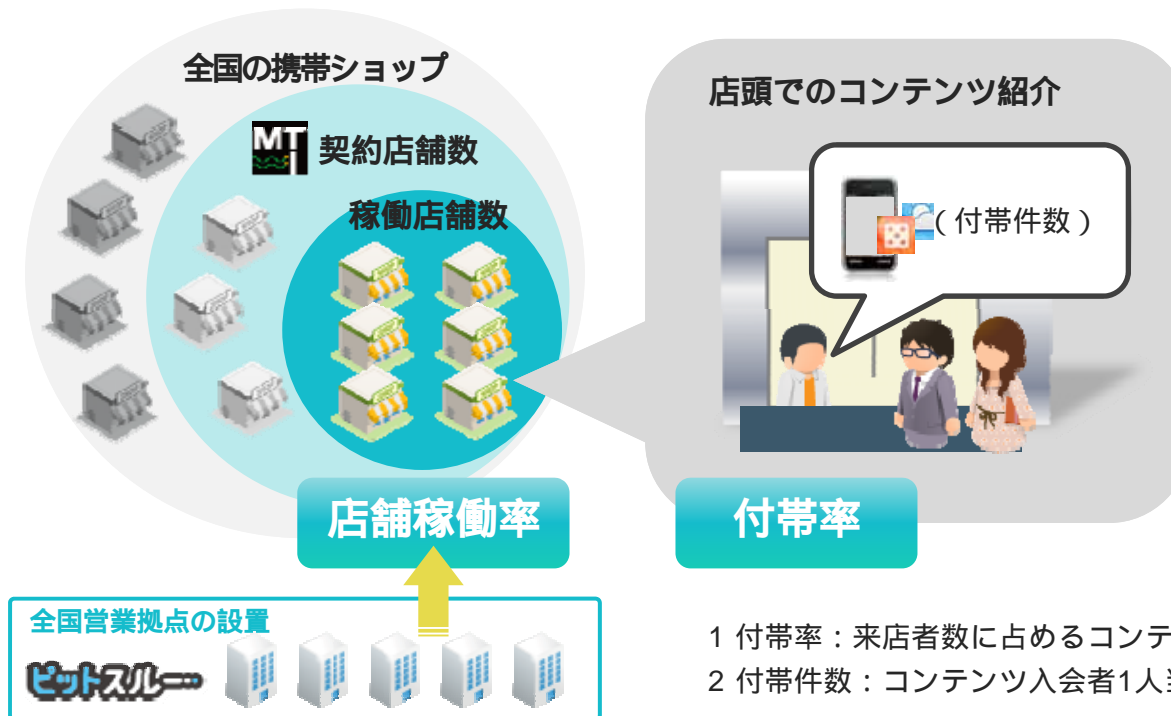 全国の携帯ショップ
MTI 契約店舗数
稼働店舗数
店舗稼働率
全国営業拠点の設置
ビットスルー
店頭でのコンテンツ紹介
(付帯件数)
付帯率
1 付帯率:来店者数に占めるコンテ
2 付帯件数:コンテンツ入会者1人